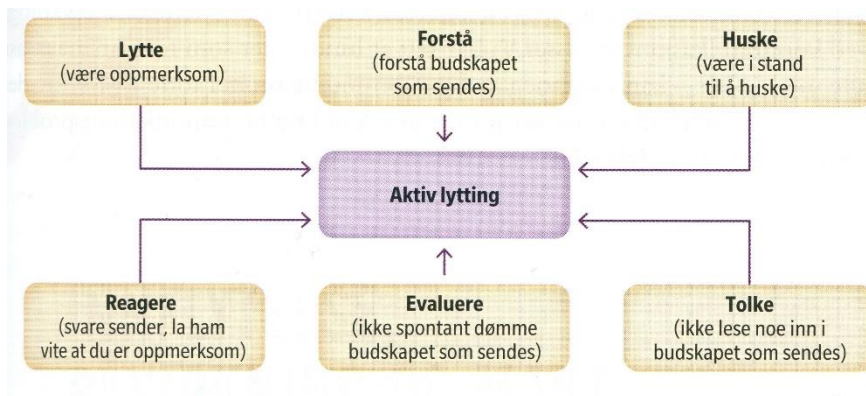 Lytte
(være oppmerksom)
Forstå
(forstå budskapet
som sendes)
Huske
(være i stand
til å huske)
Aktiv lytting
Reagere
(svare sender, la ham
vite at du er oppmerksom)
Evaluere
(ikke spontant dømme
budskapet som sendes)
Tolke
(ikke lese noe inn i
budskapet som sendes)